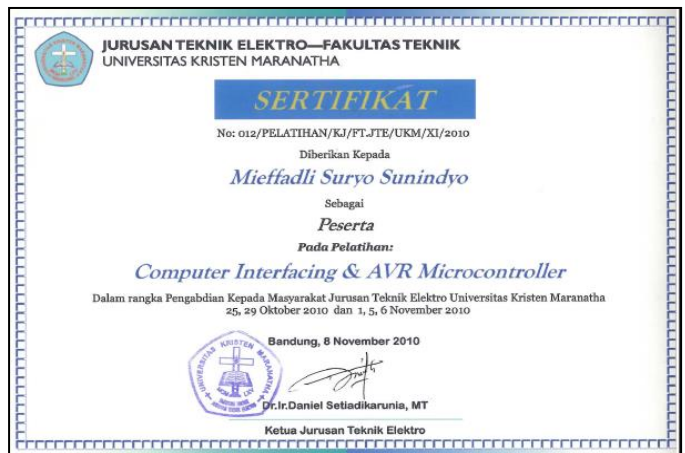 JURUSAN TEKNIK ELEKTRO—FAKULTAS TEKNIK
UNIVERSITAS KRISTEN MARANATHA
SERTIFIKAT
No: 012/PELATIHAN/KJ/FT.JTE/UKM/XI/2010
Diberikan Kepada
Mieffadli Suryo Sunindyo
Sebagai
Peserta
Pada Pelatihan:
Computer Interfacing & AVR Microcontroller
Dalam rangka Pengabdian Kepada Masyarakat Jurusan Teknik Elektro Universitas Kristen Maranatha
25, 29 Oktober 2010 dan 1, 5, 6 November 2010
Bandung, 8 November 2010
UNIVERSITAS KRISTEN MARANATHA
Dr.Ir.Daniel Setiadikarunia, MT
Ketua Jurusan Teknik Elektro